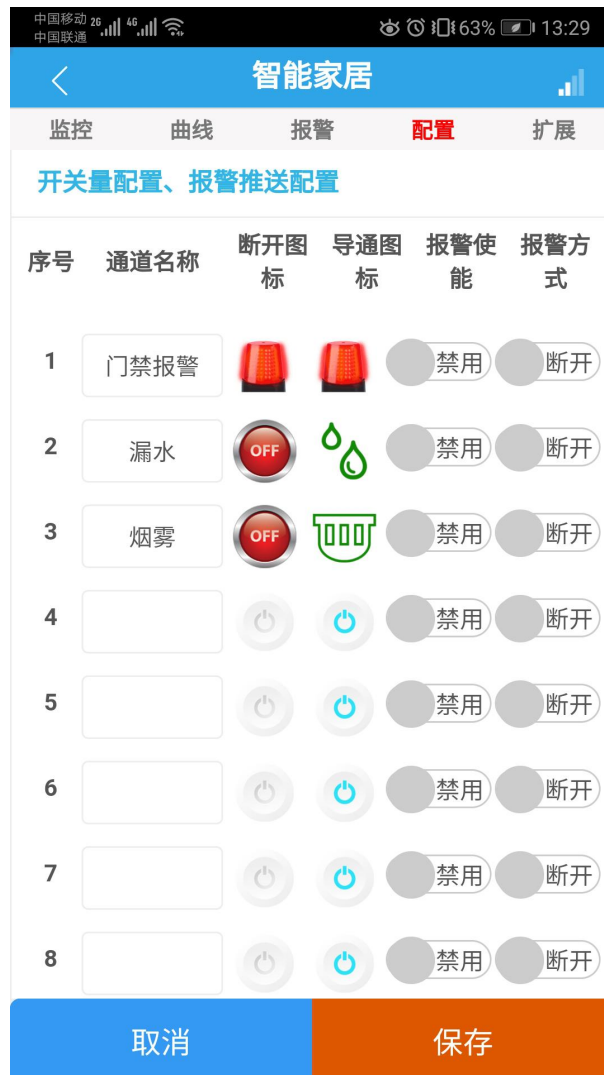 中国移动 2G 4G 63% 13:29
中国联通
智能家居
监控 曲线 报警 配置 扩展
开关量配置、报警推送配置
序号 通道名称 断开图标 导通图标 报警使能 报警方式
1 门禁报警 禁用 断开
2 漏水 OFF 禁用 断开
3 烟雾 OFF 禁用 断开
4 禁用 断开
5 禁用 断开
6 禁用 断开
7 禁用 断开
8 禁用 断开
取消 保存